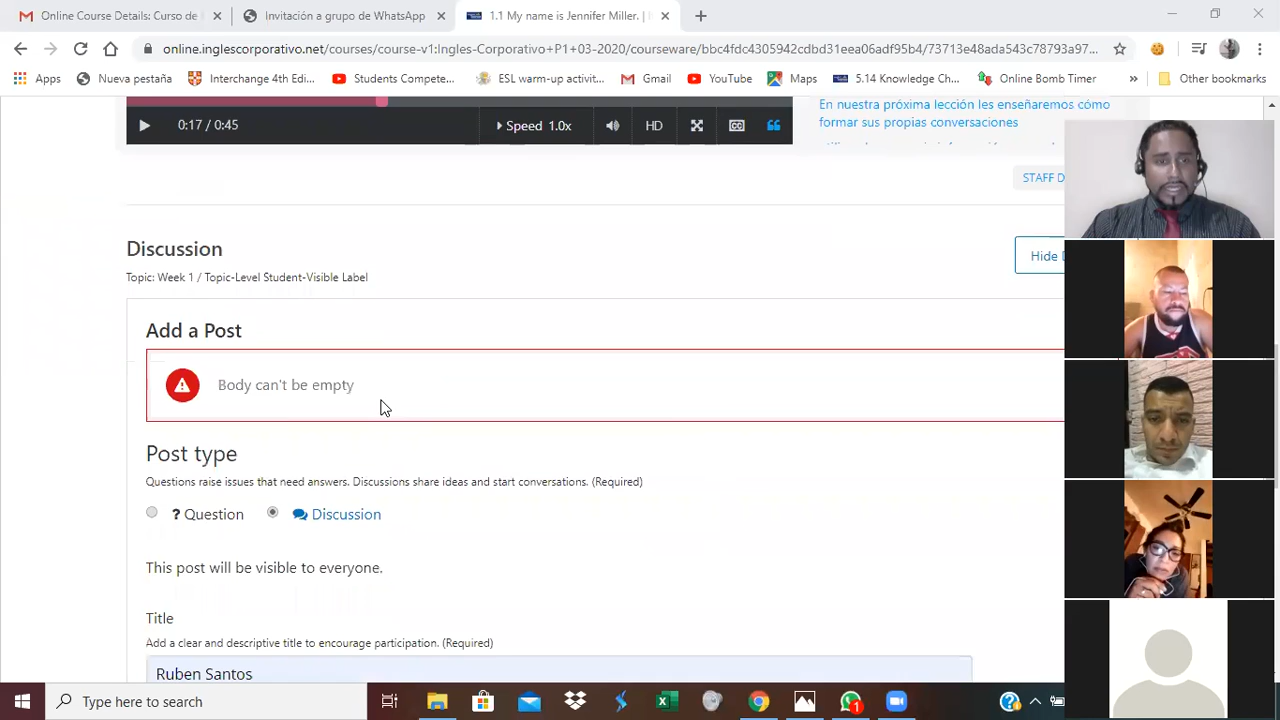 Online Course Details: Curso de I
Invitación a grupo de WhatsApp
1.1 My name is Jennifer Miller. |
online.inglescorporativo.net/courses/course-v1:Ingles-Corporativo+P1+03-2020/courseware/bbc4fdc4305942cdbd31eea06adf95b4/73713e48ada543c78793a97...
Apps
Nueva pestaña
Interchange 4th Edi...
Students Compete...
ESL warm-up activit...
Gmail
YouTube
Maps
5.14 Knowledge Ch...
Online Bomb Timer
»
Other bookmarks
0:17 / 0:45
Speed 1.0x
HD
En nuestra próxima lección les enseñaremos cómo
formar sus propias conversaciones
STAFF D
Discussion
Hide
Topic: Week 1 / Topic-Level Student-Visible Label
Add a Post
Body can't be empty
Post type
Questions raise issues that need answers. Discussions share ideas and start conversations. (Required)
? Question
Discussion
This post will be visible to everyone.
Title
Add a clear and descriptive title to encourage participation. (Required)
Ruben Santos
Type here to search
1